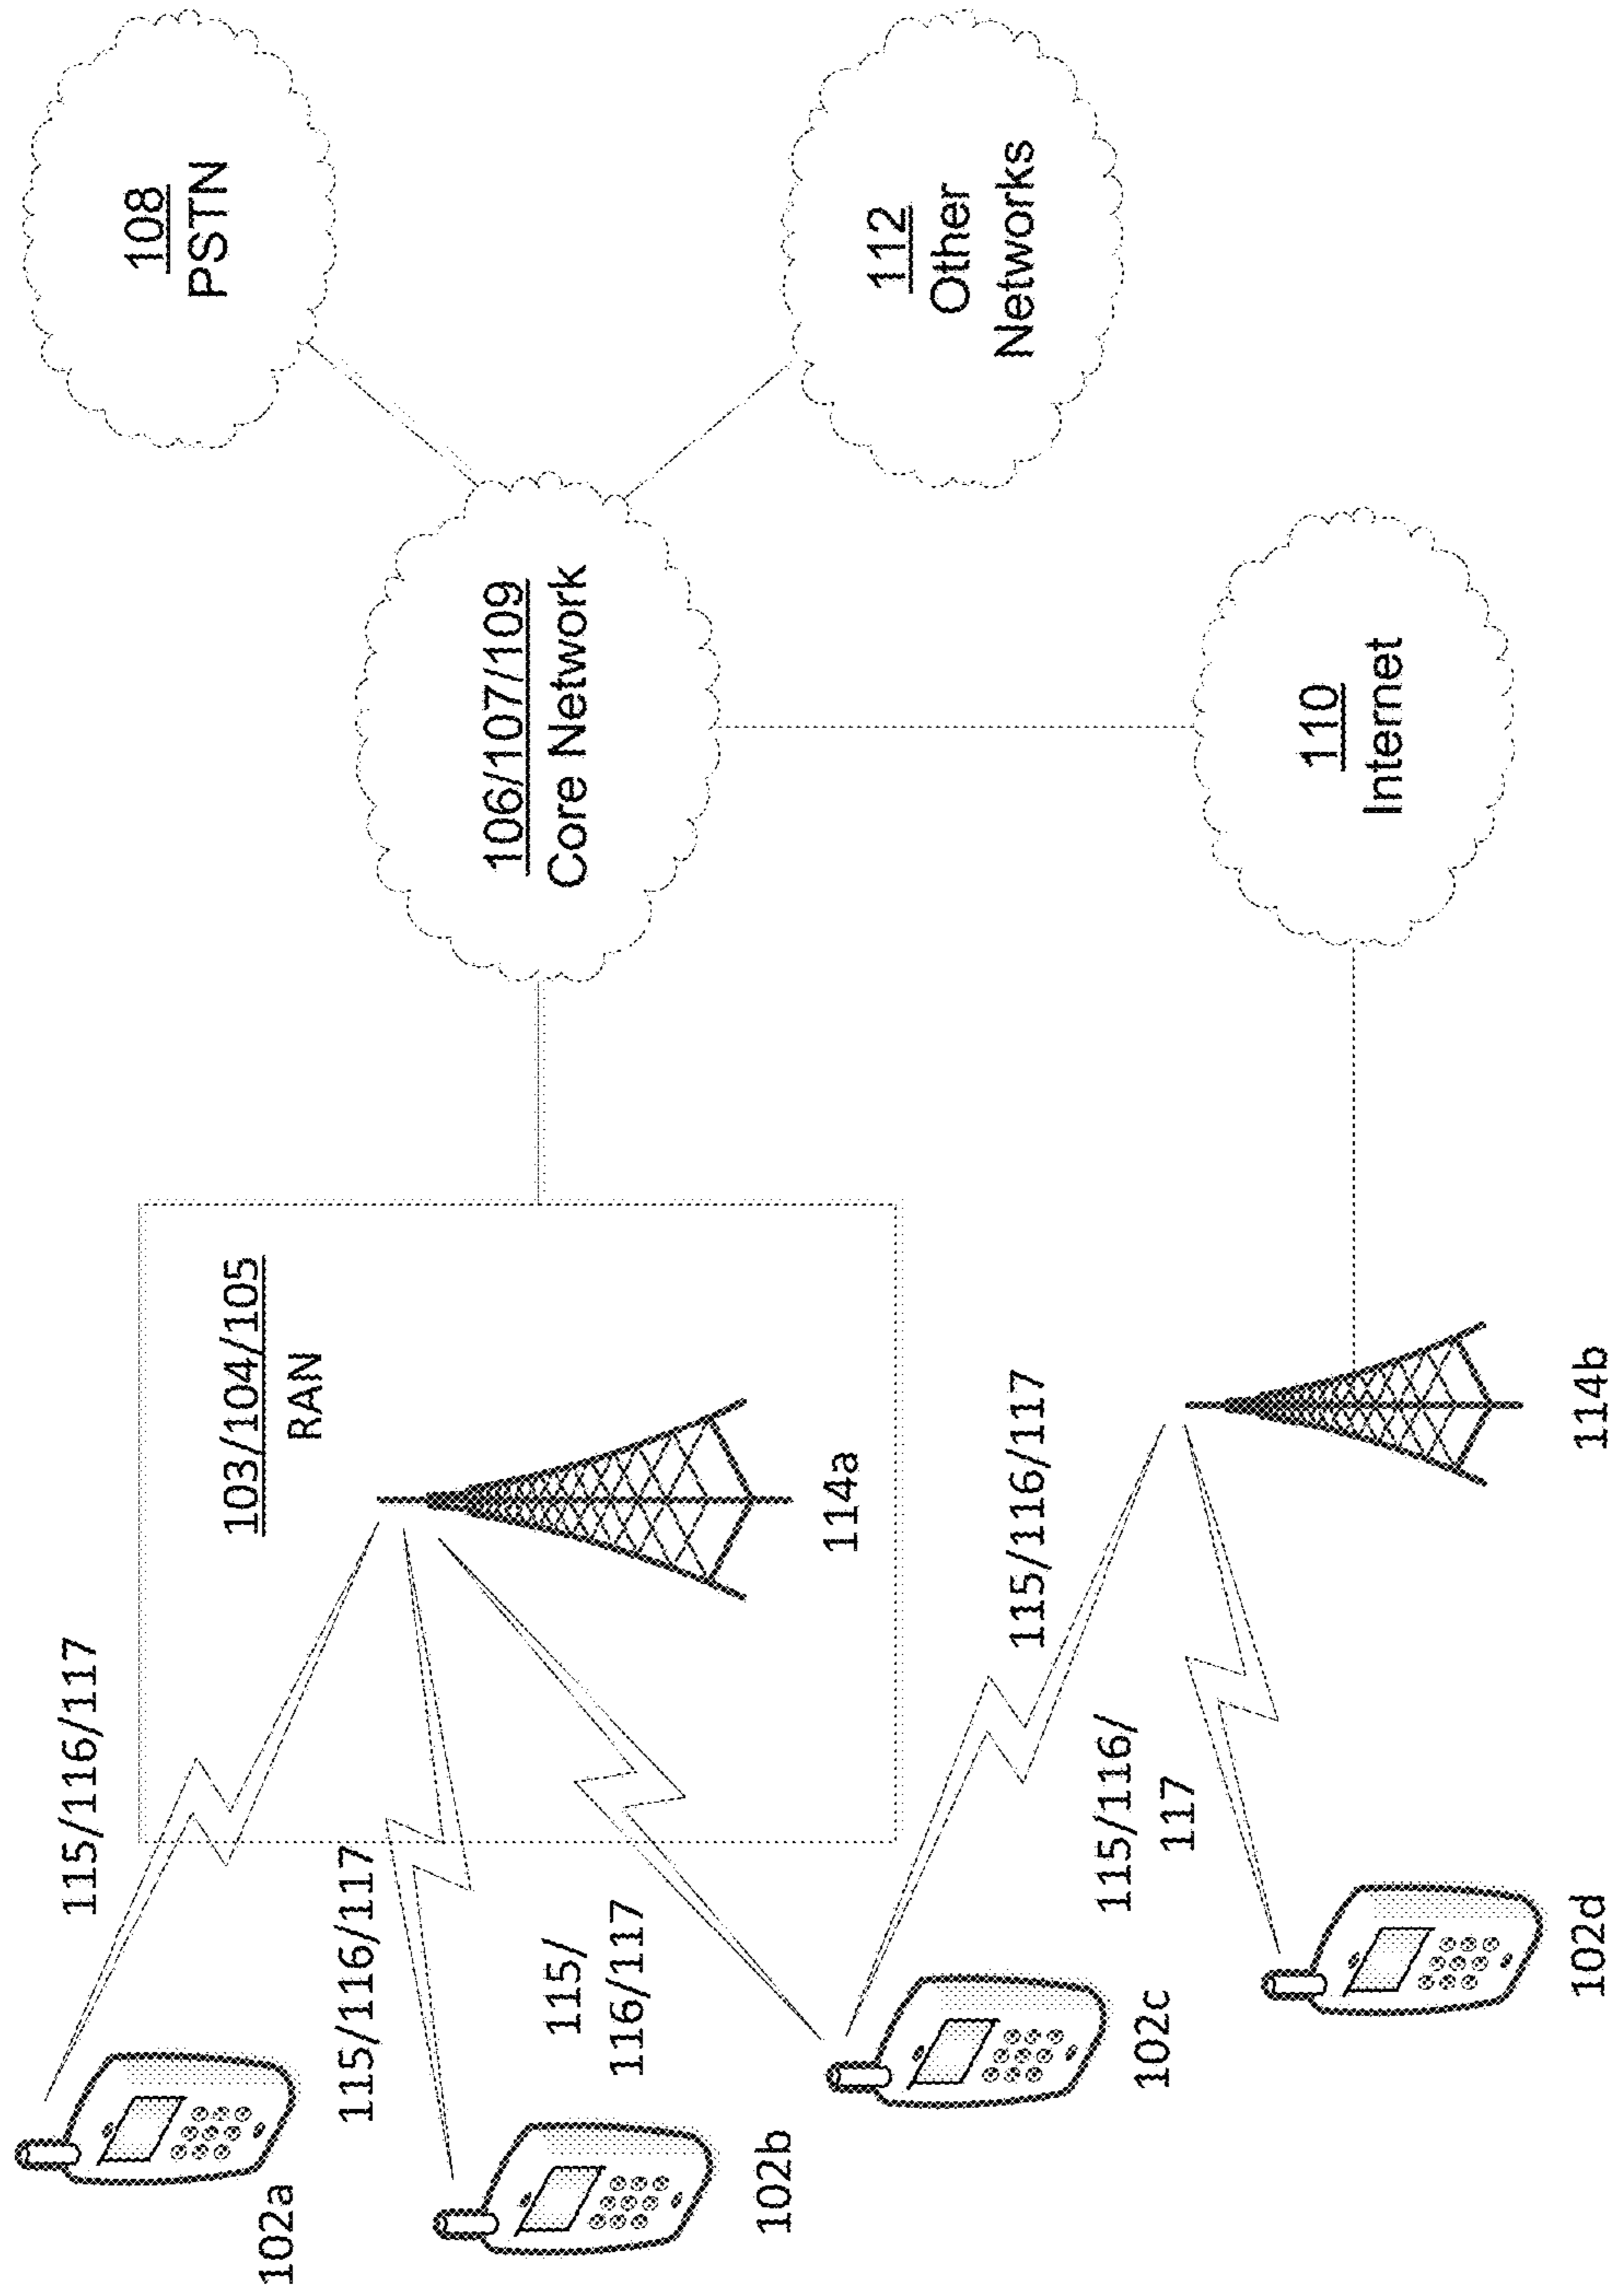 115/116/117
102a
103/104/105
RAN
115/116/117
102b
114a
115/
116/117
106/107/109
Core Network
108
PSTN
112
Other
Networks
115/116/117
102c
115/116/
117
102d
114b
110
Internet